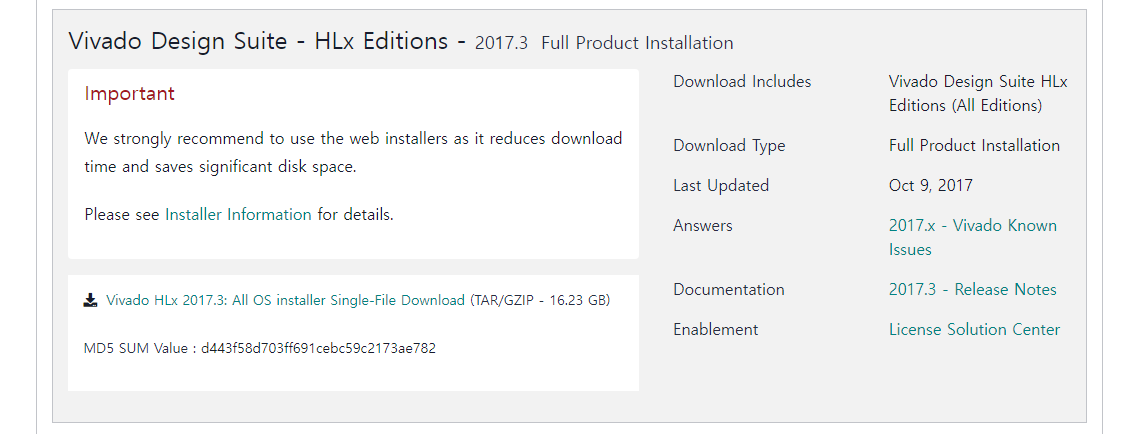 Vivado Design Suite - HLx Editions - 2017.3 Full Product Installation
Important
We strongly recommend to use the web installers as it reduces download
time and saves significant disk space.
Please see Installer Information for details.
Vivado HLx 2017.3: All OS installer Single-File Download (TAR/GZIP - 16.23 GB)
MD5 SUM Value : d443f58d703ff691cebc59c2173ae782
Download Includes
Vivado Design Suite HLx
Editions (All Editions)
Download Type
Full Product Installation
Last Updated
Oct 9, 2017
Answers
2017.x - Vivado Known
Issues
Documentation
2017.3 - Release Notes
Enablement
License Solution Center